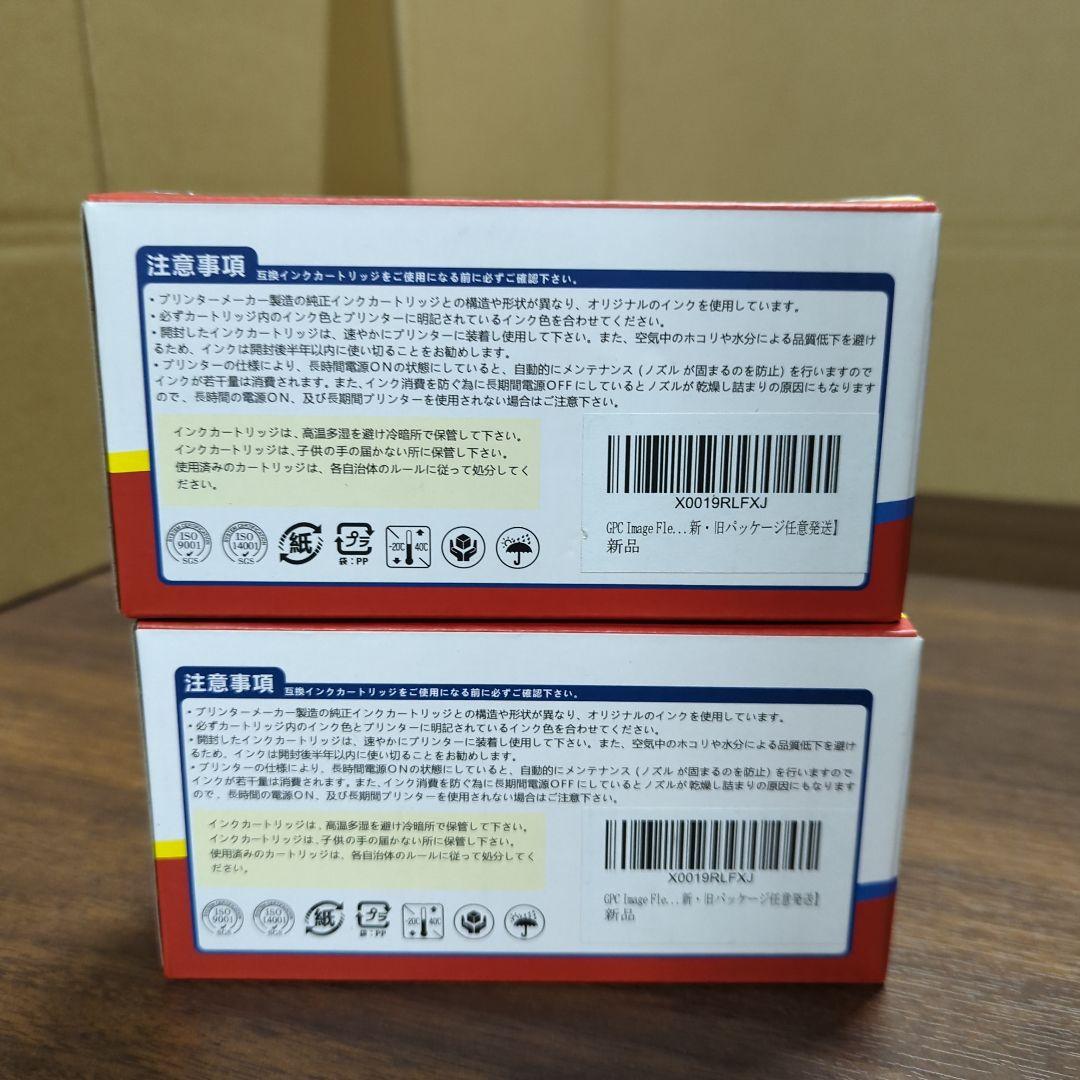 注意事項 互換インクカートリッジをご使用になる前に必ずご確認下さい。
・プリンターメーカー製造の純正インクカートリッジとの構造や形状が異なり、オリジナルのインクを使用しています。
・必ずカートリッジ内のインク色とプリンターに明記されているインク色を合わせてください。
・開封したインクカートリッジは、速やかにプリンターに装着し使用して下さい。また、空気中のホコリや水分による品質低下を避け
るため、インクは開封後半年以内に使い切ることをお勧めします。
・プリンターの仕様により、長時間電源ONの状態にしていると、自動的にメンテナンス(ノズルが固まるのを防止)を行いますので
インクが若干量は消費されます。また、インク消費を防ぐ為に長期間電源OFFにしているとノズルが乾燥し詰まりの原因にもなります
ので、長時間の電源ON、及び長期間プリンターを使用されない場合はご注意下さい。
インクカートリッジは、高温多湿を避け冷暗所で保管して下さい。
インクカートリッジは、子供の手の届かない所に保管して下さい。
使用済みのカートリッジは、各自治体のルールに従って処分してく
ださい。
SYSTEM CERTIFICATION ISO 9001 SGS
SYSTEM CERTIFICATION ISO 14001 SGS
紙
プラ
袋:PP
-20C 40C
X0019RLFXJ
GPC Image Fle...新・旧パッケージ任意発送】
新品
注意事項 互換インクカートリッジをご使用になる前に必ずご確認下さい。
・プリンターメーカー製造の純正インクカートリッジとの構造や形状が異なり、オリジナルのインクを使用しています。
・必ずカートリッジ内のインク色とプリンターに明記されているインク色を合わせてください。
・開封したインクカートリッジは、速やかにプリンターに装着し使用して下さい。また、空気中のホコリや水分による品質低下を避け
るため、インクは開封後半年以内に使い切ることをお勧めします。
・プリンターの仕様により、長時間電源ONの状態にしていると、自動的にメンテナンス(ノズルが固まるのを防止)を行いますので
インクが若干量は消費されます。また、インク消費を防ぐ為に長期間電源OFFにしているとノズルが乾燥し詰まりの原因にもなります
ので、長時間の電源ON、及び長期間プリンターを使用されない場合はご注意下さい。
インクカートリッジは、高温多湿を避け冷暗所で保管して下さい。
インクカートリッジは、子供の手の届かない所に保管して下さい。
使用済みのカートリッジは、各自治体のルールに従って処分してく
ださい。
ISO 9001 SGS
ISO 14001 SGS
紙
プラ
袋:PP
-20C 40C
X0019RLFXJ
GPC Image Fle...新・旧パッケージ任意発送】
新品